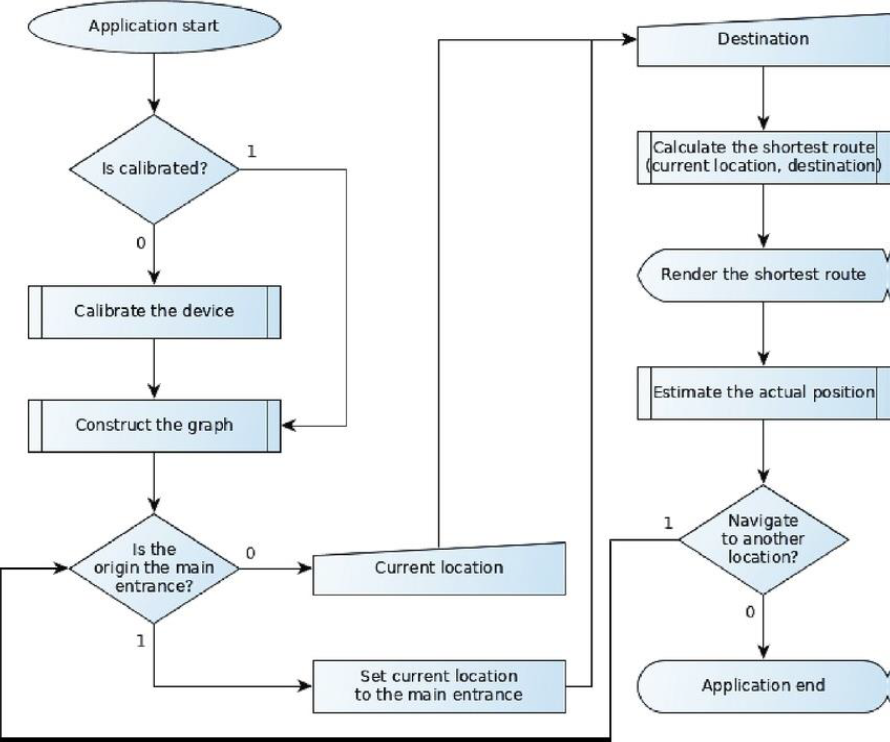 Application start
Is calibrated?
1
0
Calibrate the device
Construct the graph
Is the
origin the main
entrance?
0
1
Current location
Set current location
to the main entrance
Destination
Calculate the shortest route
(current location, destination)
Render the shortest route
Estimate the actual position
Navigate
to another
location?
1
0
Application end